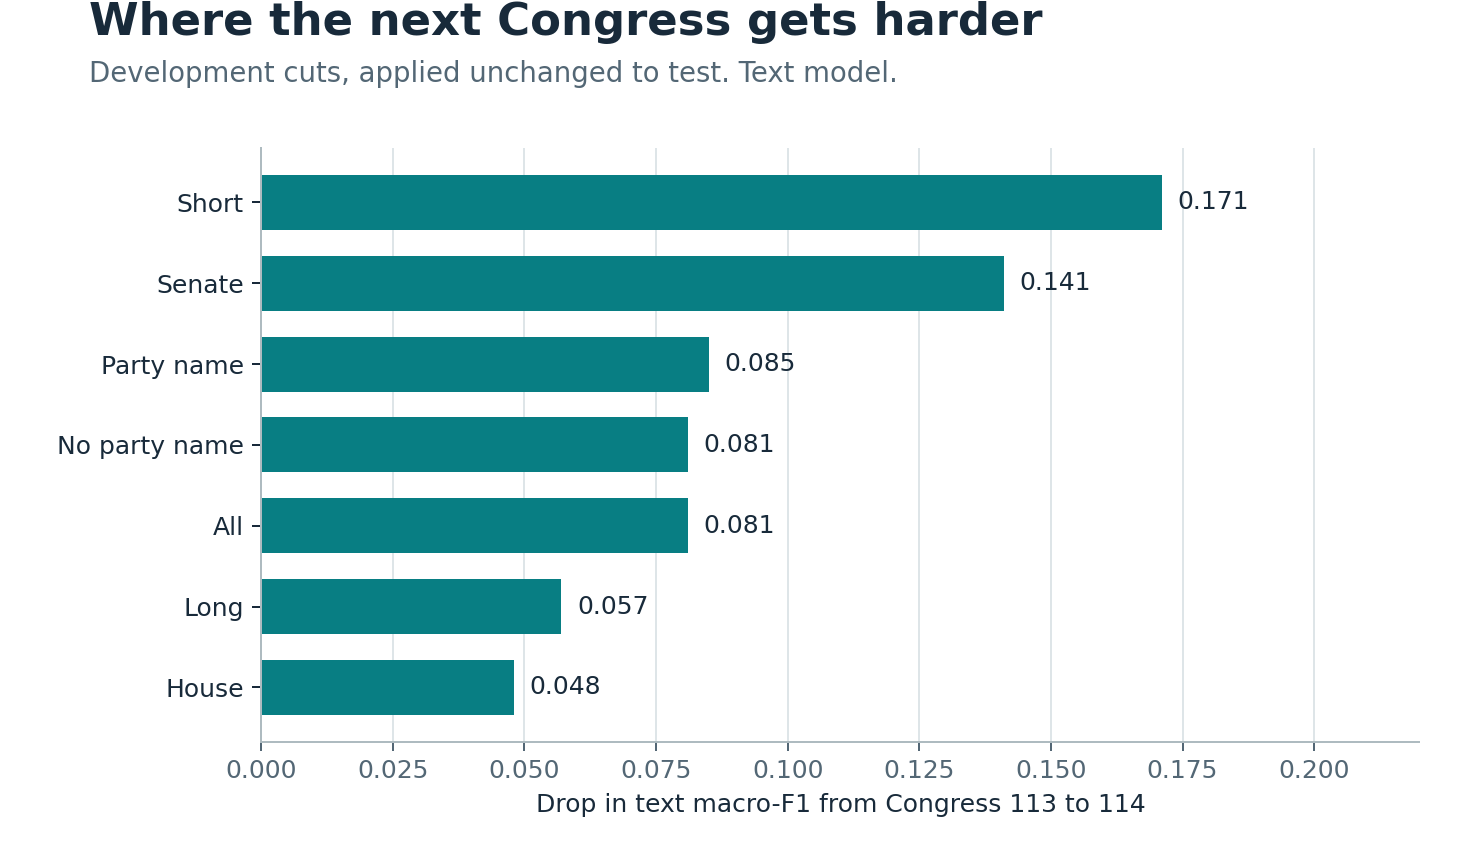 Where the next Congress gets harder
Development cuts, applied unchanged to test. Text model.
Short 0.171
Senate 0.141
Party name 0.085
No party name 0.081
All 0.081
Long 0.057
House 0.048
0.000 0.025 0.050 0.075 0.100 0.125 0.150 0.175 0.200
Drop in text macro-F1 from Congress 113 to 114